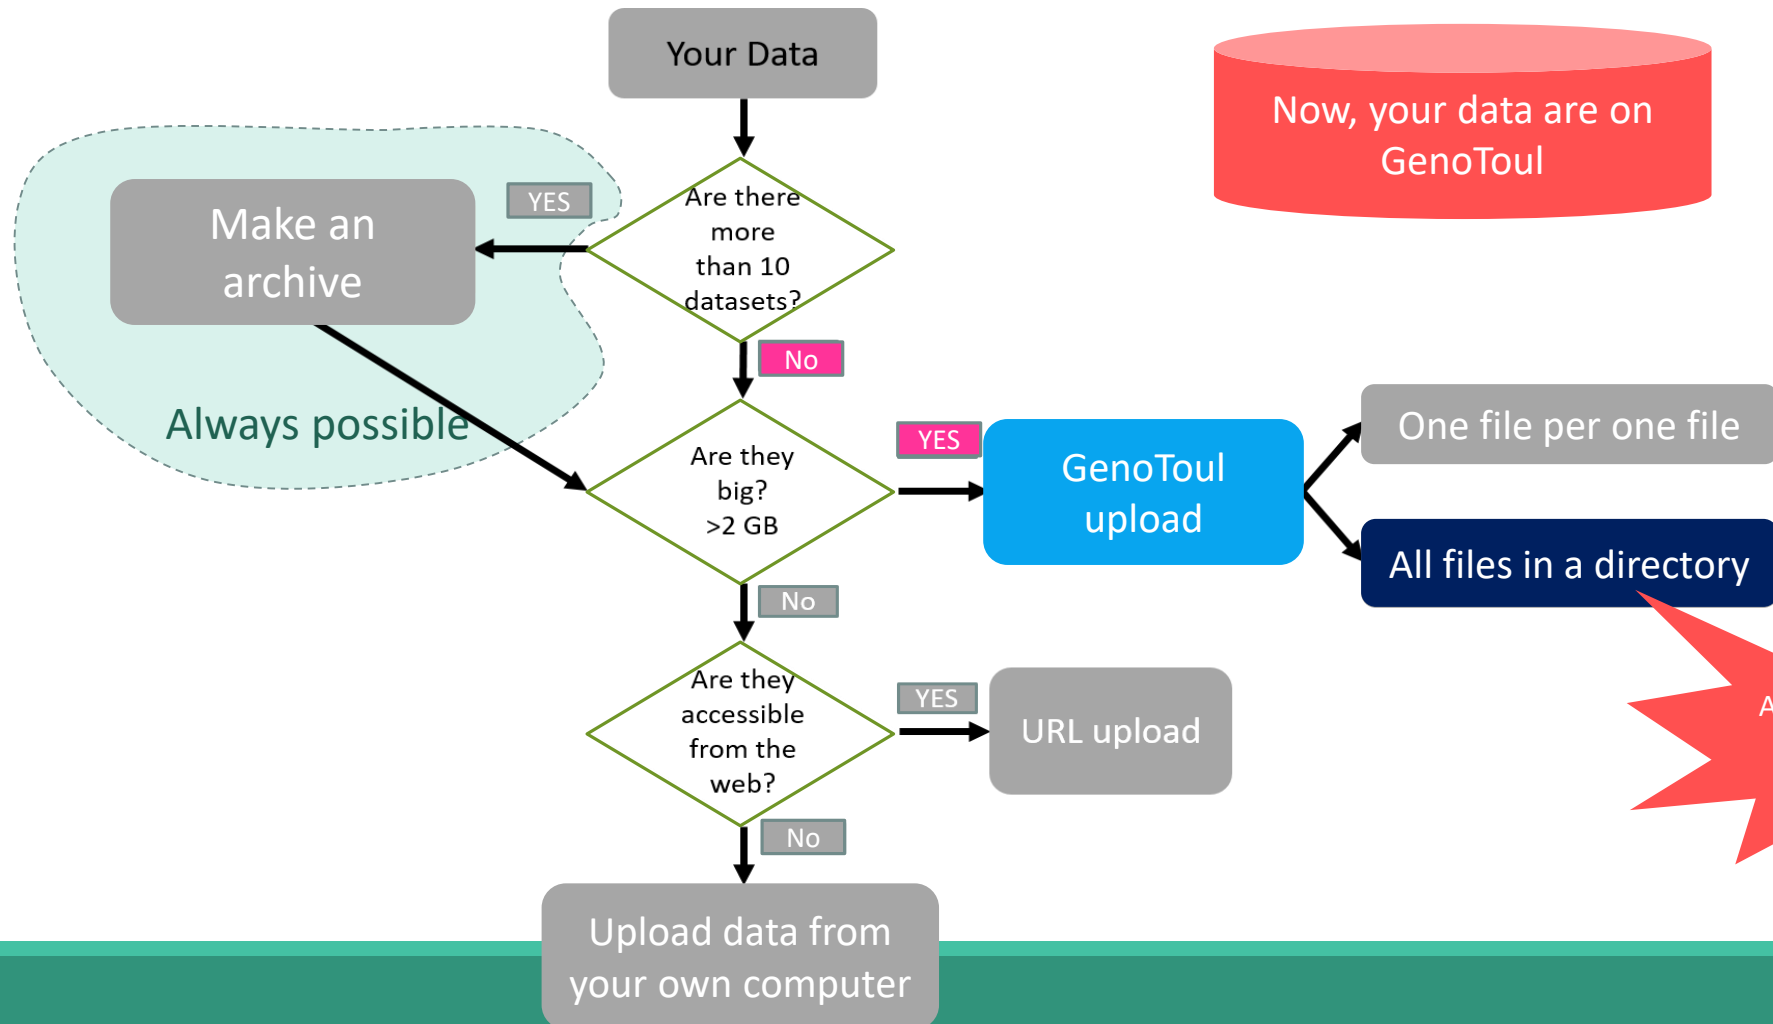 Your Data
Now, your data are on
GenoToul
YES
Make an
archive
Are there
more
than 10
datasets?
No
Always possible
Are they
big?
>2 GB
YES
GenoToul
upload
One file per one file
All files in a directory
No
Are they
accessible
from the
web?
YES
URL upload
No
Upload data from
your own computer